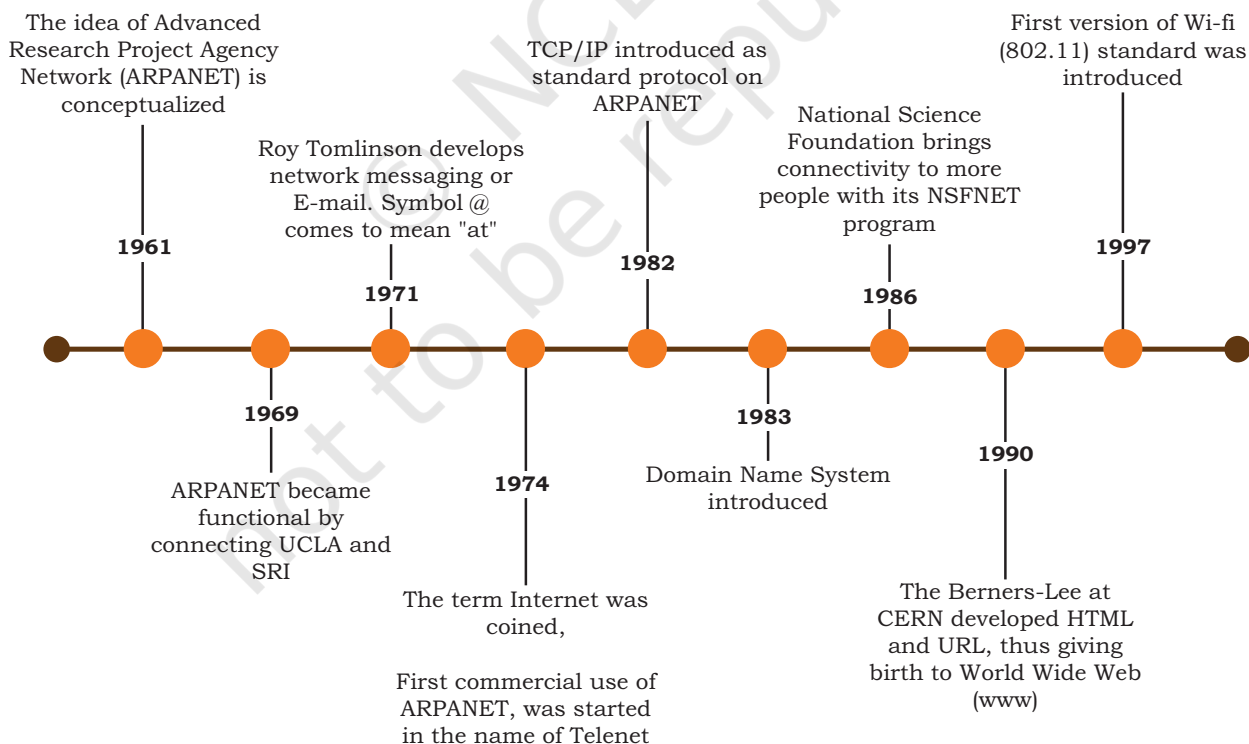 The idea of Advanced
Research Project Agency
Network (ARPANET) is
conceptualized
1961
ARPANET became
functional by
connecting UCLA and
SRI
1969
Roy Tomlinson develops
network messaging or
E-mail. Symbol @
comes to mean "at"
1971
1974
The term Internet was
coined,
First commercial use of
ARPANET, was started
in the name of Telenet
TCP/IP introduced as
standard protocol on
ARPANET
1982
1983
Domain Name System
introduced
National Science
Foundation brings
connectivity to more
people with its NSFNET
program
1986
1990
The Berners-Lee at
CERN developed HTML
and URL, thus giving
birth to World Wide Web
(www)
First version of Wi-fi
(802.11) standard was
introduced
1997
not to be